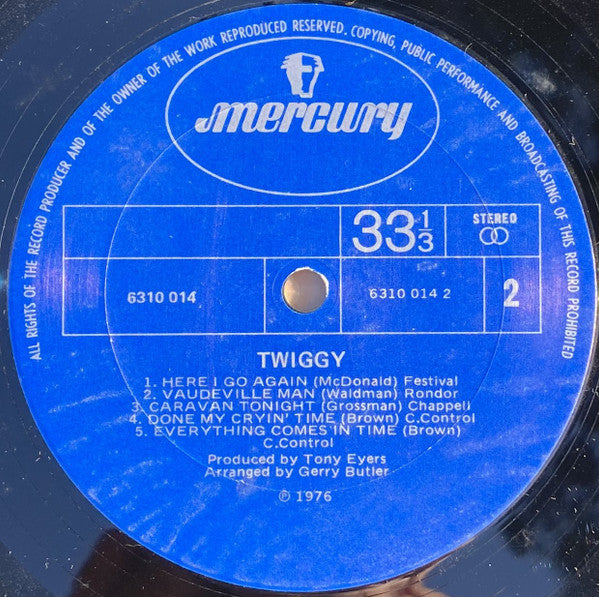 ALL RIGHTS OF THE RECORD PRODUCER AND OF THE OWNER OF THE WORK REPRODUCED RESERVED. COPYING, PUBLIC PERFORMANCE AND BROADCASTING OF THIS RECORD PROHIBITED
mercury
33 1/3
STEREO
6310 014
6310 014 2
2
TWIGGY
1. HERE I GO AGAIN (McDonald) Festival
2. VAUDEVILLE MAN (Waldman) Rondor
3. CARAVAN TONIGHT (Grossman) Chappell
4. DONE MY CRYIN' TIME (Brown) C.Control
5. EVERYTHING COMES IN TIME (Brown)
C.Control
Produced by Tony Eyers
Arranged by Gerry Butler
℗ 1976